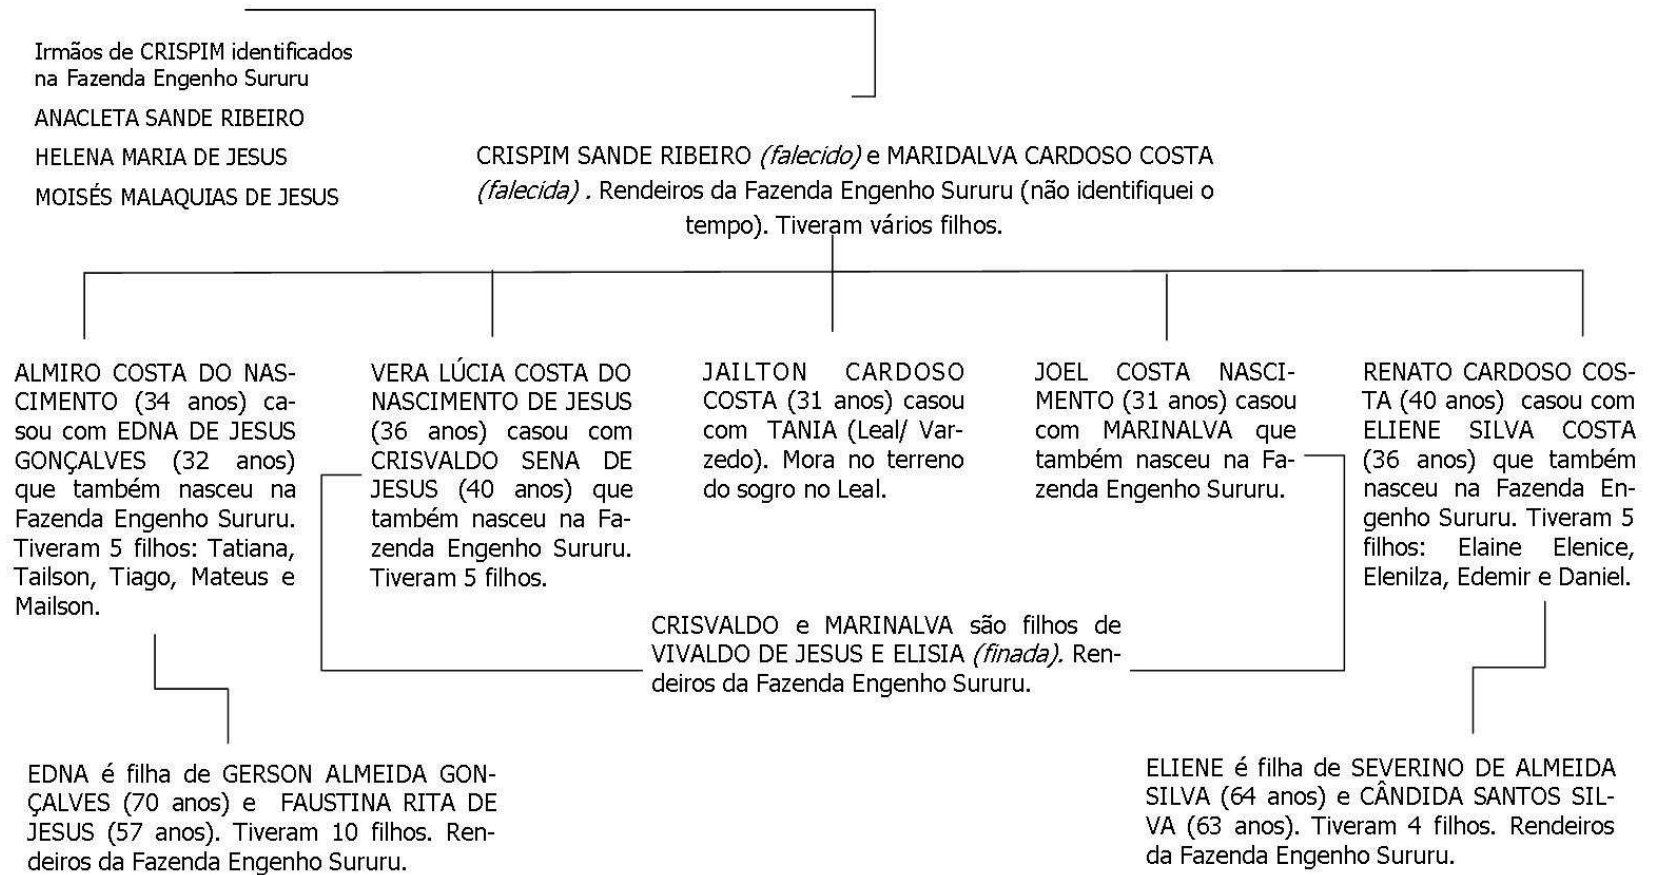 Irmãos de CRISPIM identificados
na Fazenda Engenho Sururu
ANACLETA SANDE RIBEIRO
HELENA MARIA DE JESUS
MOISÉS MALAQUIAS DE JESUS
CRISPIM SANDE RIBEIRO (falecido) e MARIDALVA CARDOSO COSTA
(falecida) . Rendeiros da Fazenda Engenho Sururu (não identifiquei o
tempo). Tiveram vários filhos.
ALMIRO COSTA DO NAS-
CIMENTO (34 anos) ca-
sou com EDNA DE JESUS
GONÇALVES (32 anos)
que também nasceu na
Fazenda Engenho Sururu.
Tiveram 5 filhos: Tatiana,
Tailson, Tiago, Mateus e
Mailson.
VERA LÚCIA COSTA DO
NASCIMENTO DE JESUS
(36 anos) casou com
CRISVALDO SENA DE
JESUS (40 anos) que
também nasceu na Fa-
zenda Engenho Sururu.
Tiveram 5 filhos.
JAILTON CARDOSO
COSTA (31 anos) casou
com TANIA (Leal/ Var-
zedo). Mora no terreno
do sogro no Leal.
JOEL COSTA NASCI-
MENTO (31 anos) casou
com MARINALVA que
também nasceu na Fa-
zenda Engenho Sururu.
RENATO CARDOSO COS-
TA (40 anos) casou com
ELIENE SILVA COSTA
(36 anos) que também
nasceu na Fazenda En-
genho Sururu. Tiveram 5
filhos: Elaine Elenice,
Elenilza, Edemir e Daniel.
CRISVALDO e MARINALVA são filhos de
VIVALDO DE JESUS E ELISIA (finada). Ren-
deiros da Fazenda Engenho Sururu.
EDNA é filha de GERSON ALMEIDA GON-
ÇALVES (70 anos) e FAUSTINA RITA DE
JESUS (57 anos). Tiveram 10 filhos. Ren-
deiros da Fazenda Engenho Sururu.
ELIENE é filha de SEVERINO DE ALMEIDA
SILVA (64 anos) e CÂNDIDA SANTOS SIL-
VA (63 anos). Tiveram 4 filhos. Rendeiros
da Fazenda Engenho Sururu.